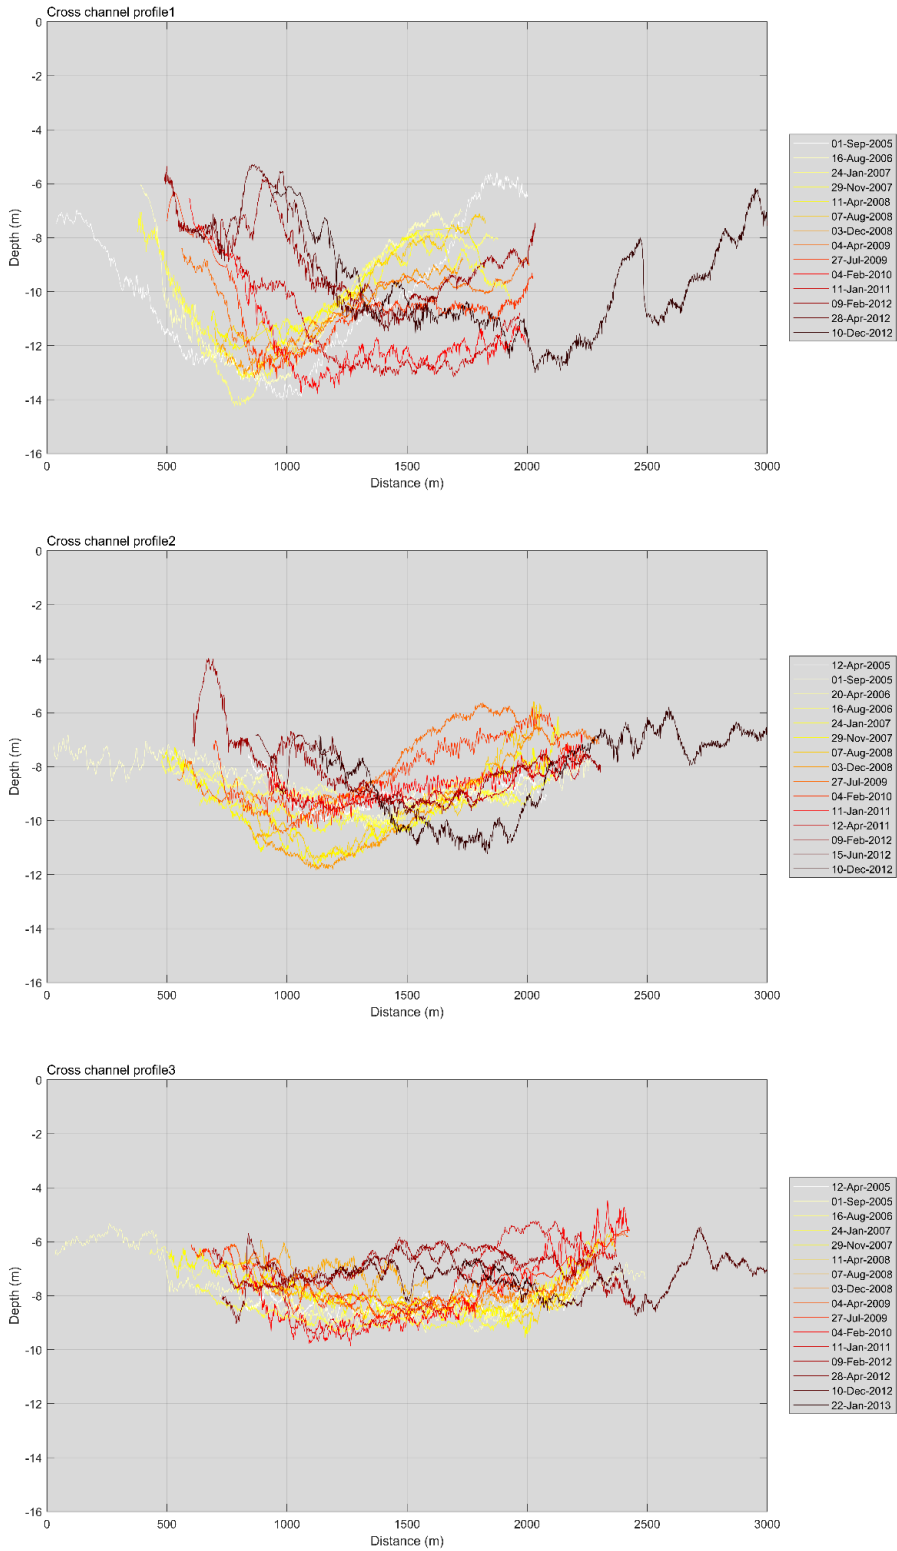 Cross channel profile1
0
-2
-4
-6
-8
-10
-12
-14
-16
Depth (m)
0 500 1000 1500 2000 2500 3000
Distance (m)
01-Sep-2005
16-Aug-2006
24-Jan-2007
29-Nov-2007
11-Apr-2008
07-Aug-2008
03-Dec-2008
04-Apr-2009
27-Jul-2009
04-Feb-2010
11-Jan-2011
09-Feb-2012
28-Apr-2012
10-Dec-2012
Cross channel profile2
0
-2
-4
-6
-8
-10
-12
-14
-16
Depth (m)
0 500 1000 1500 2000 2500 3000
Distance (m)
12-Apr-2005
01-Sep-2005
20-Apr-2006
16-Aug-2006
24-Jan-2007
29-Nov-2007
07-Aug-2008
03-Dec-2008
27-Jul-2009
04-Feb-2010
11-Jan-2011
12-Apr-2011
09-Feb-2012
15-Jun-2012
10-Dec-2012
Cross channel profile3
0
-2
-4
-6
-8
-10
-12
-14
-16
Depth (m)
0 500 1000 1500 2000 2500 3000
Distance (m)
12-Apr-2005
01-Sep-2005
16-Aug-2006
24-Jan-2007
29-Nov-2007
11-Apr-2008
07-Aug-2008
03-Dec-2008
04-Apr-2009
27-Jul-2009
04-Feb-2010
11-Jan-2011
09-Feb-2012
28-Apr-2012
10-Dec-2012
22-Jan-2013